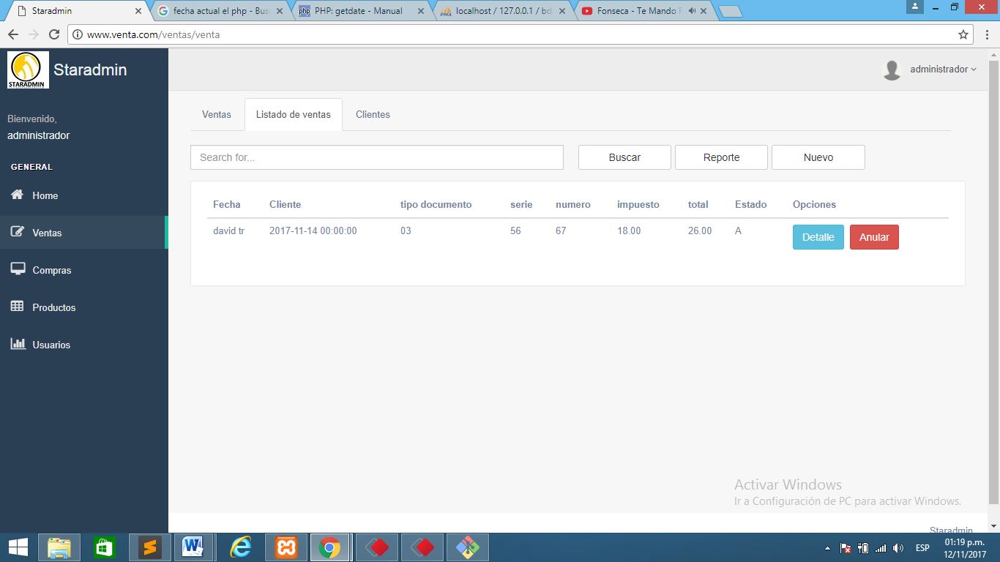 Staradmin
fecha actual el php - Bus
PHP: getdate - Manual
localhost / 127.0.0.1 / bd
Fonseca - Te Mando F
www.venta.com/ventas/venta
STARADMIN
Staradmin
administrador
Bienvenido,
administrador
GENERAL
Home
Ventas
Compras
Productos
Usuarios
Ventas Listado de ventas Clientes
Search for... Buscar Reporte Nuevo
Fecha Cliente tipo documento serie numero impuesto total Estado Opciones
david tr 2017-11-14 00:00:00 03 56 67 18.00 26.00 A Detalle Anular
Activar Windows
Ir a Configuración de PC para activar Windows.
Staradmin
ESP
01:19 p.m.
12/11/2017